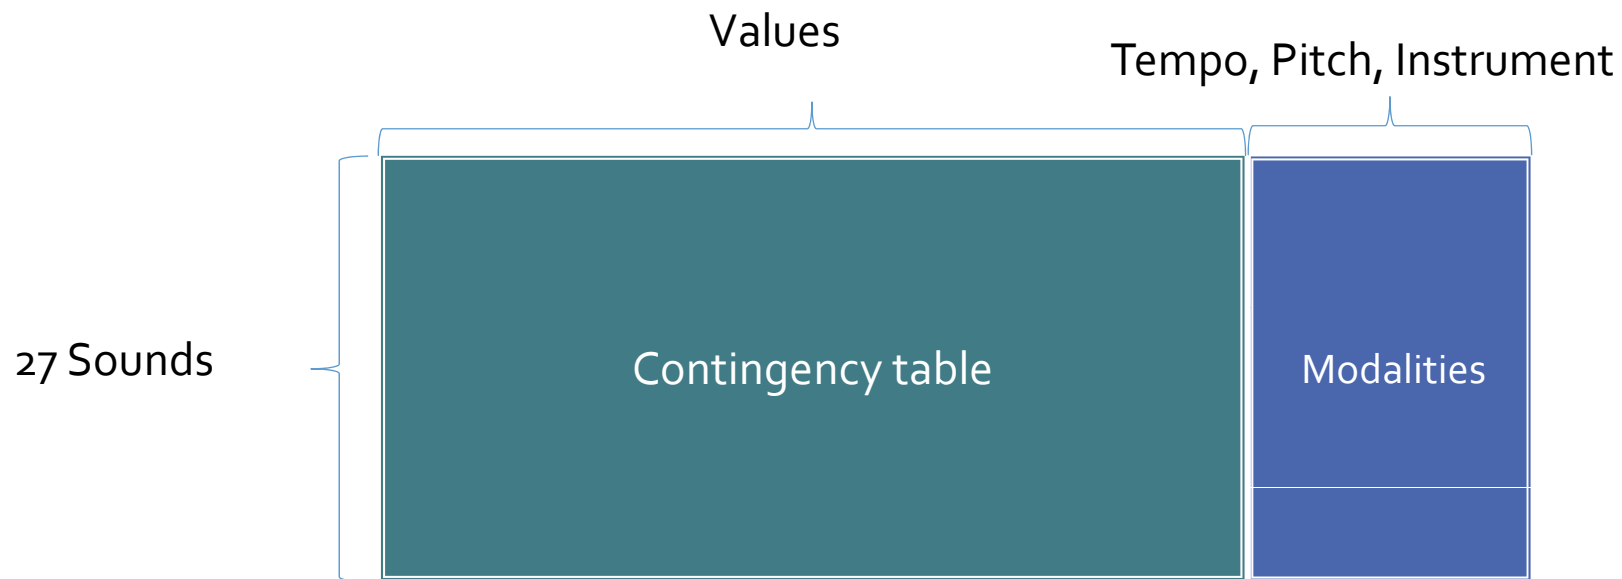 Values
Tempo, Pitch, Instrument
27 Sounds
Contingency table
Modalities